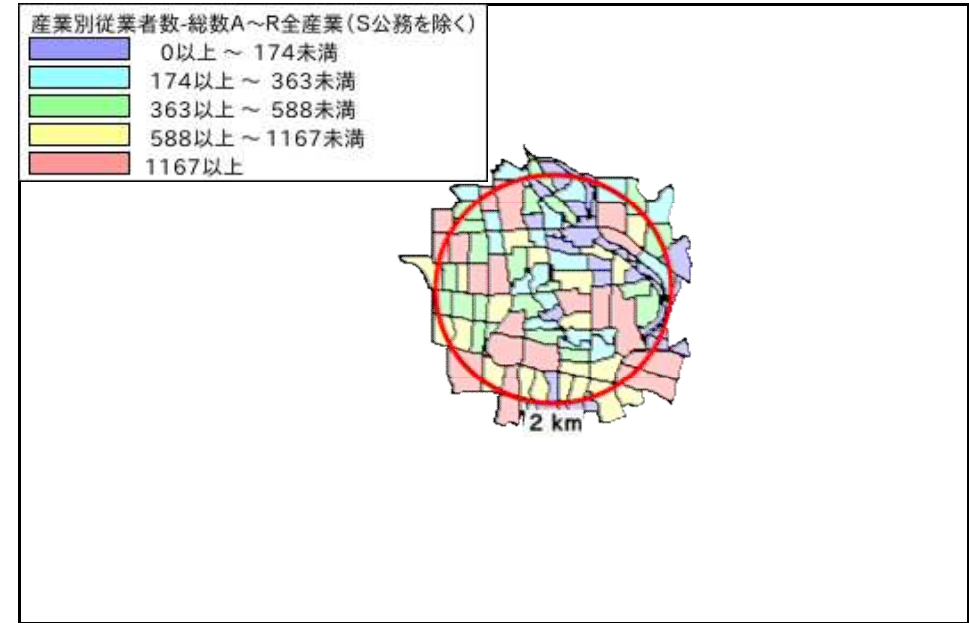 産業別従業者数-総数A～R全産業(S公務を除く)
0以上 ～ 174未満
174以上 ～ 363未満
363以上 ～ 588未満
588以上 ～ 1167未満
1167以上
2 km